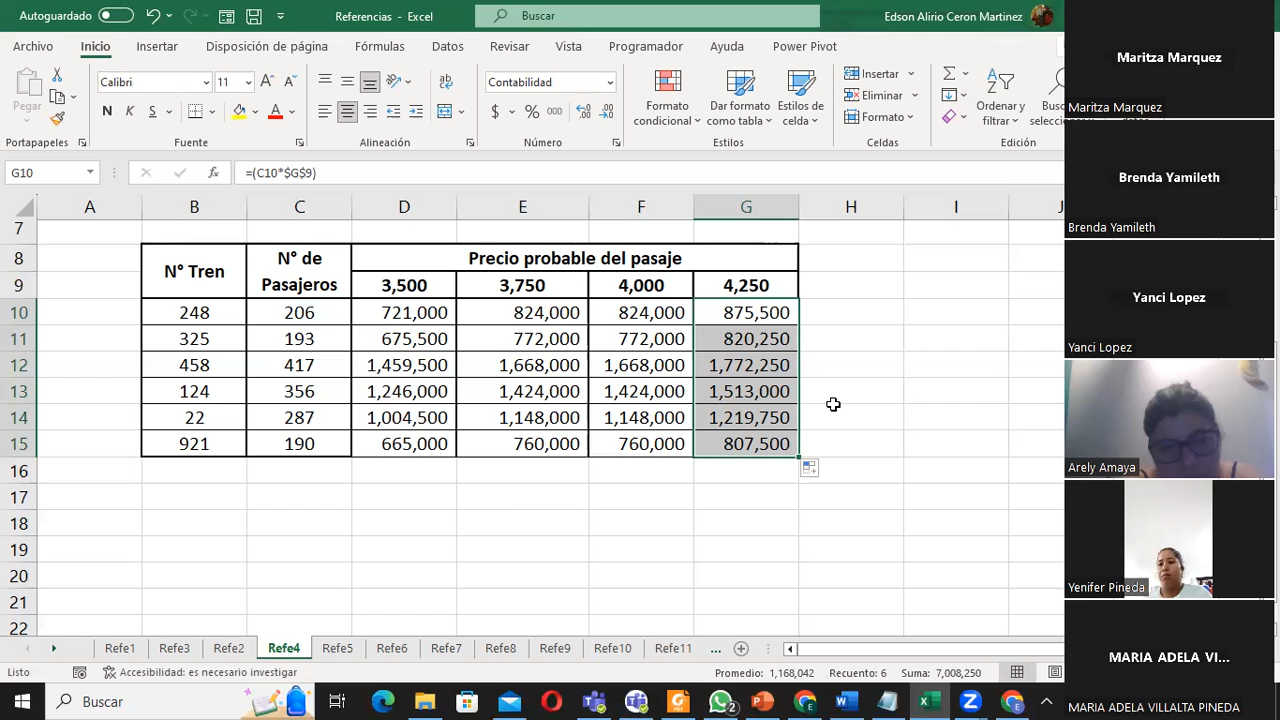 Autoguardado
Referencias - Excel
Buscar
Edson Alirio Ceron Martinez
Archivo Inicio Insertar Disposición de página Fórmulas Datos Revisar Vista Programador Ayuda Power Pivot
Pegar
Calibri 11
N K S
Contabilidad
$ % 000
Formato condicional
Dar formato como tabla
Estilos de celda
Insertar
Eliminar
Formato
Ordenar y filtrar
Portapapeles Fuente Alineación Número Estilos Celdas Edición
G10 fx =(C10*$G$9)
A B C D E F G H I J
7
8 N° Tren N° de Pasajeros Precio probable del pasaje
9 3,500 3,750 4,000 4,250
10 248 206 721,000 824,000 824,000 875,500
11 325 193 675,500 772,000 772,000 820,250
12 458 417 1,459,500 1,668,000 1,668,000 1,772,250
13 124 356 1,246,000 1,424,000 1,424,000 1,513,000
14 22 287 1,004,500 1,148,000 1,148,000 1,219,750
15 921 190 665,000 760,000 760,000 807,500
16
17
18
19
20
21
22
Refe1 Refe3 Refe2 Refe4 Refe5 Refe6 Refe7 Refe8 Refe9 Refe10 Refe11 ...
Listo Accesibilidad: es necesario investigar Promedio: 1,168,042 Recuento: 6 Suma: 7,008,250
Buscar
2
Maritza Marquez
Maritza Marquez
Brenda Yamileth
Brenda Yamileth
Yanci Lopez
Yanci Lopez
Arely Amaya
Yenifer Pineda
MARIA ADELA VI...
MARIA ADELA VILLALTA PINEDA